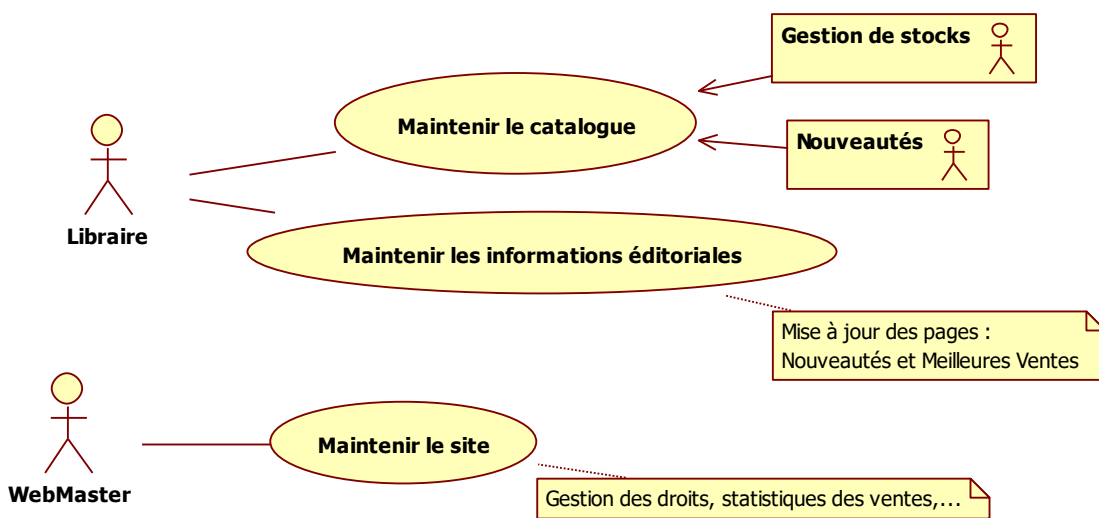 Gestion de stocks
Maintenir le catalogue
Nouveautés
Libraire
Maintenir les informations éditoriales
Mise à jour des pages :
Nouveautés et Meilleures Ventes
Maintenir le site
WebMaster
Gestion des droits, statistiques des ventes,...